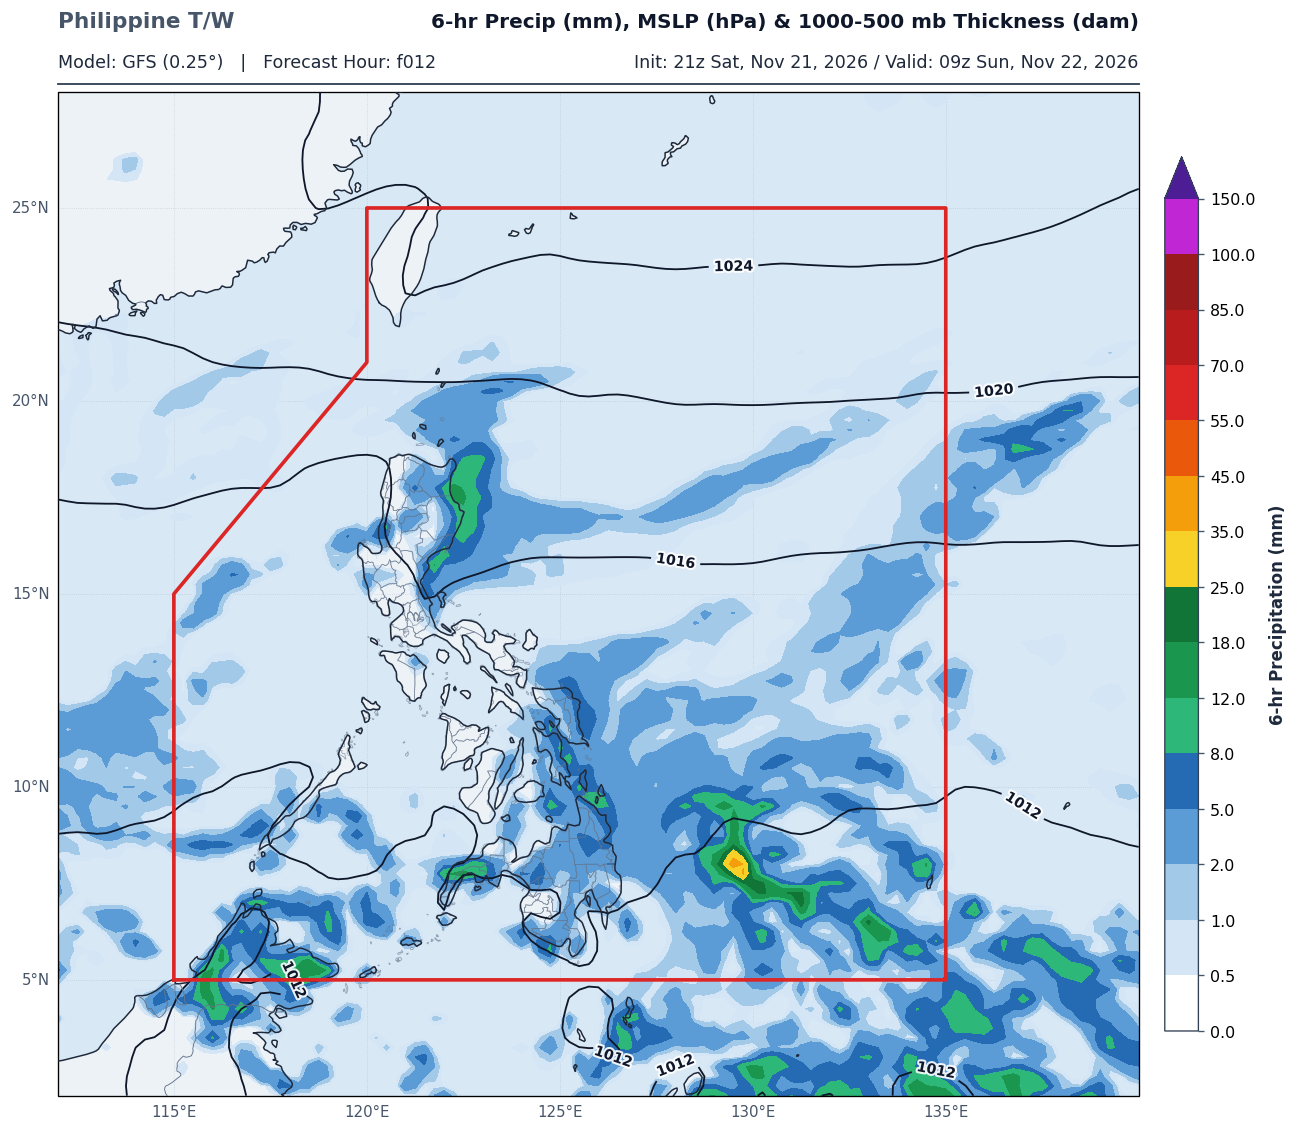 Philippine T/W
6-hr Precip (mm), MSLP (hPa) & 1000-500 mb Thickness (dam)
Model: GFS (0.25°) | Forecast Hour: f012
Init: 21z Sat, Nov 21, 2026 / Valid: 09z Sun, Nov 22, 2026
25°N
20°N
15°N
10°N
5°N
115°E
120°E
125°E
130°E
135°E
1024
1020
1016
1012
1012
1012
1012
1012
150.0
100.0
85.0
70.0
55.0
45.0
35.0
25.0
18.0
12.0
8.0
5.0
2.0
1.0
0.5
0.0
6-hr Precipitation (mm)